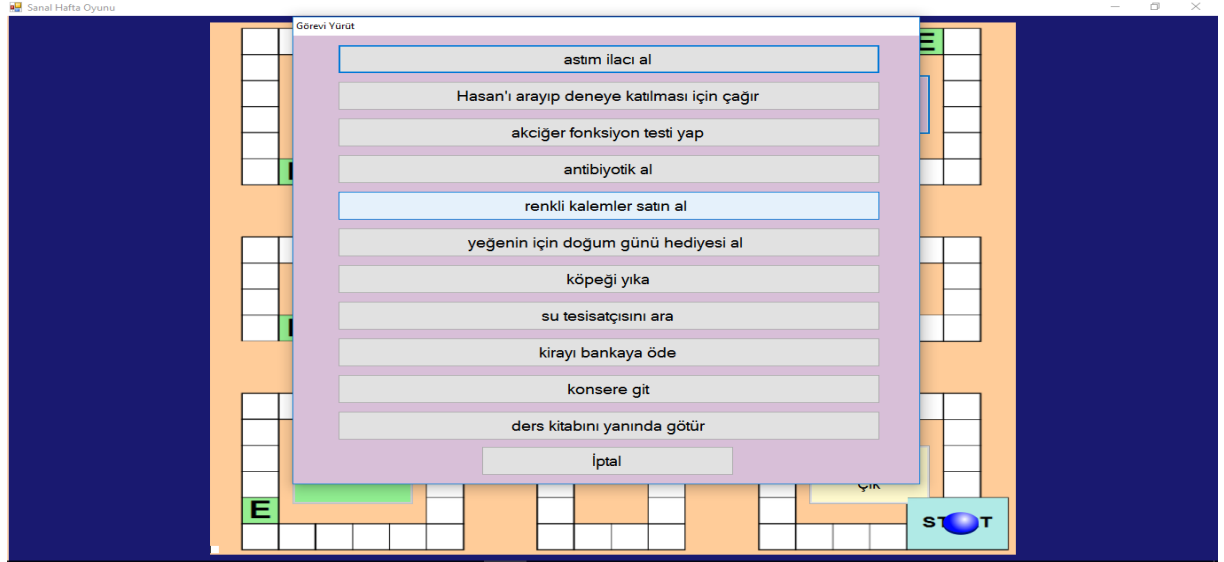 Sanal Hafta Oyunu
Görevi Yürüt
E
astım ilacı al
Hasan'ı arayıp deneye katılması için çağır
akciğer fonksiyon testi yap
antibiyotik al
renkli kalemler satın al
yeğenin için doğum günü hediyesi al
köpeği yıka
su tesisatçısını ara
kirayı bankaya öde
konsere git
ders kitabını yanında götür
İptal
Çık
E